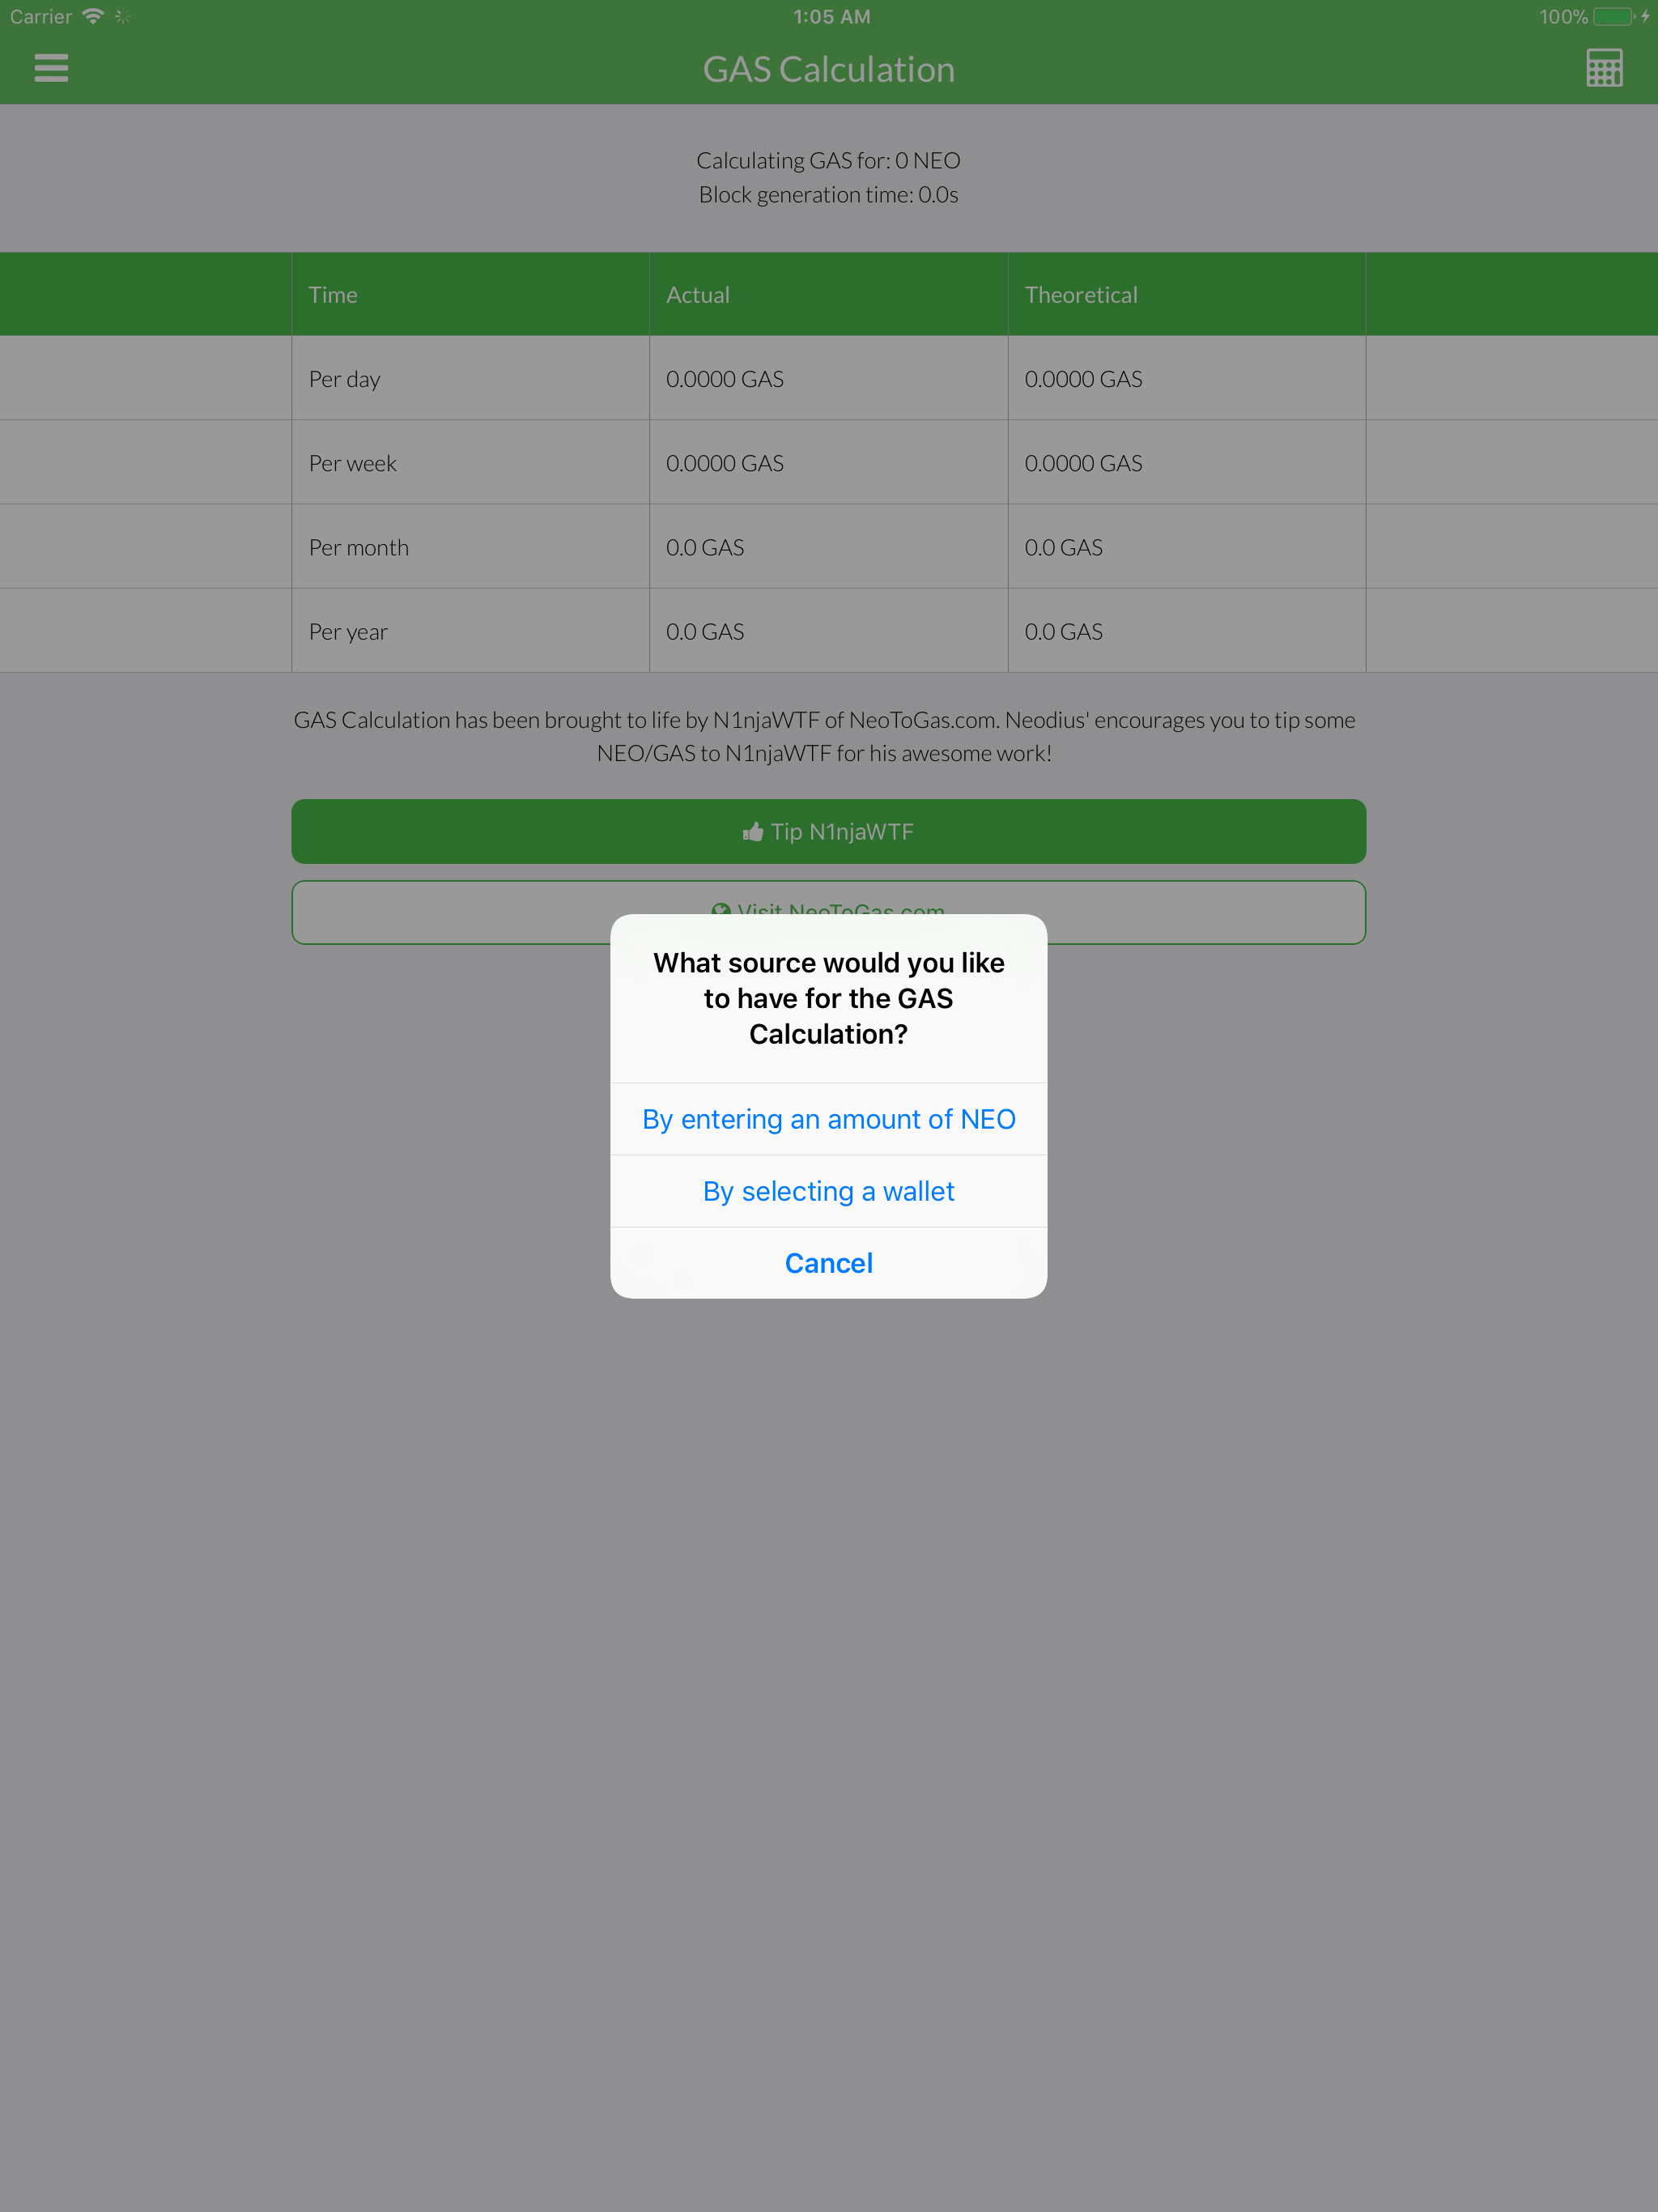 Carrier
1:05 AM
100%
GAS Calculation
Calculating GAS for: 0 NEO
Block generation time: 0.0s
Time Actual Theoretical
Per day 0.0000 GAS 0.0000 GAS
Per week 0.0000 GAS 0.0000 GAS
Per month 0.0 GAS 0.0 GAS
Per year 0.0 GAS 0.0 GAS
GAS Calculation has been brought to life by N1njaWTF of NeoToGas.com. Neodius' encourages you to tip some
NEO/GAS to N1njaWTF for his awesome work!
Tip N1njaWTF
Visit NeoToGas.com
What source would you like
to have for the GAS
Calculation?
By entering an amount of NEO
By selecting a wallet
Cancel